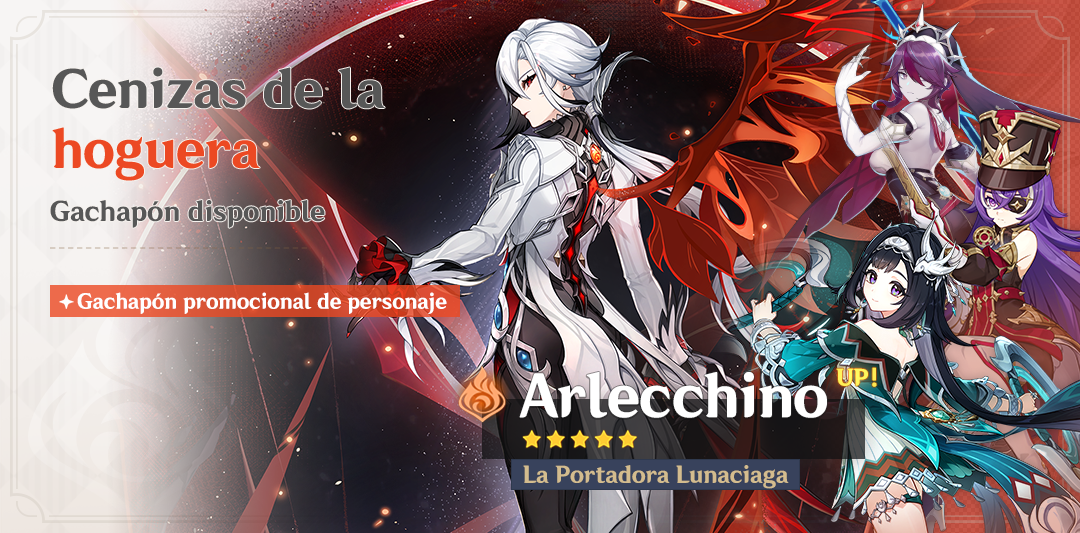 Cenizas de la
hoguera
Gachapón disponible
Gachapón promocional de personaje
Arlecchino
UP!
La Portadora Lunaciaga